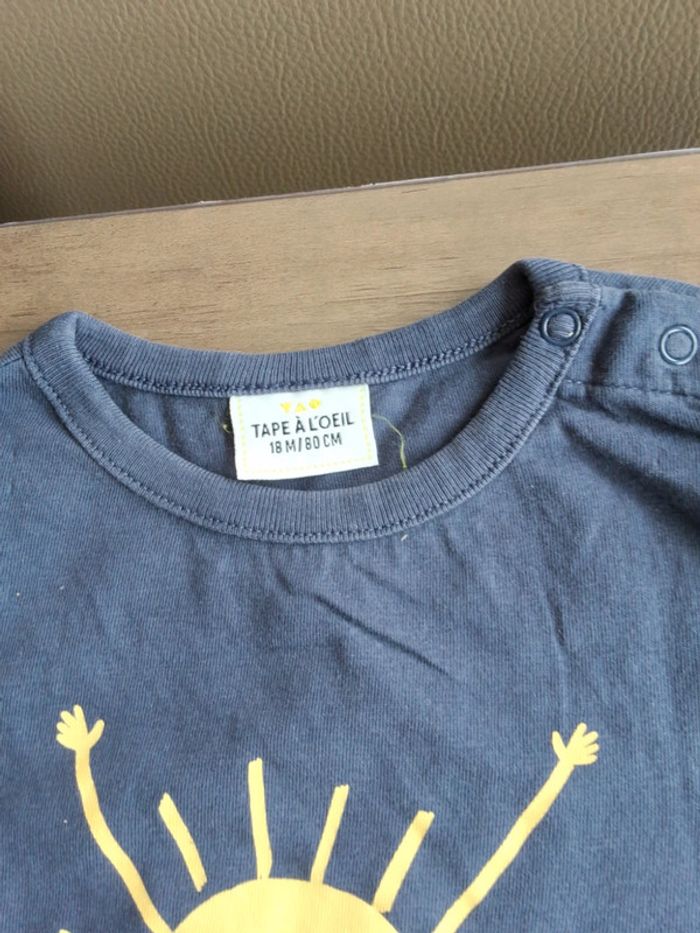 TAPE À L'OEIL
18 M/80 CM